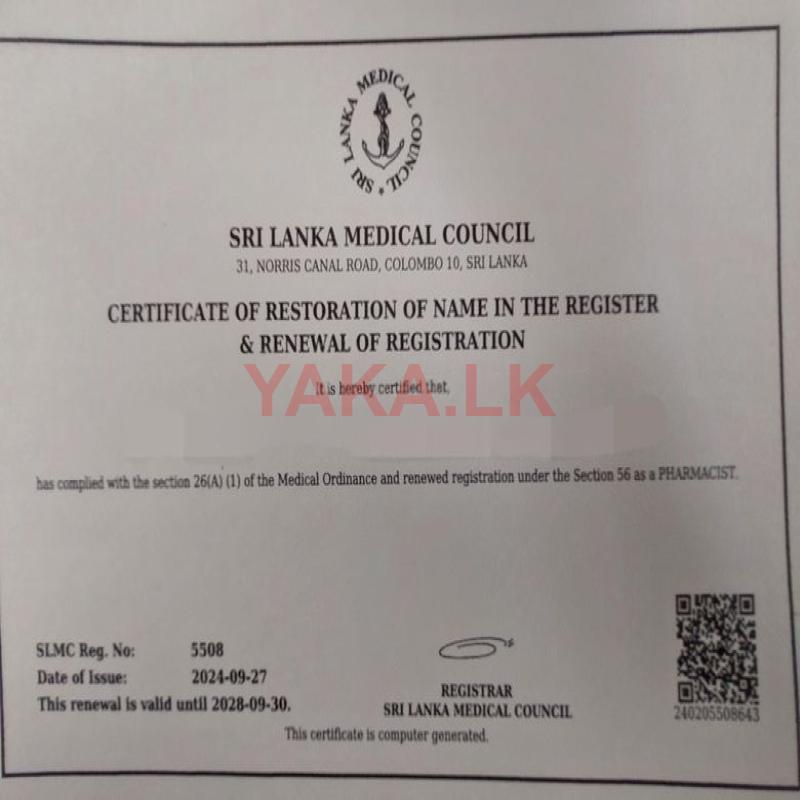 SRI LANKA MEDICAL COUNCIL
SRI LANKA MEDICAL COUNCIL
31, NORRIS CANAL ROAD, COLOMBO 10, SRI LANKA
CERTIFICATE OF RESTORATION OF NAME IN THE REGISTER
& RENEWAL OF REGISTRATION
It is hereby certified that,
YAKA.LK
has complied with the section 26(A) (1) of the Medical Ordinance and renewed registration under the Section 56 as a PHARMACIST.
SLMC Reg. No: 5508
Date of Issue: 2024-09-27
This renewal is valid until 2028-09-30.
REGISTRAR
SRI LANKA MEDICAL COUNCIL
240205508643
This certificate is computer generated.